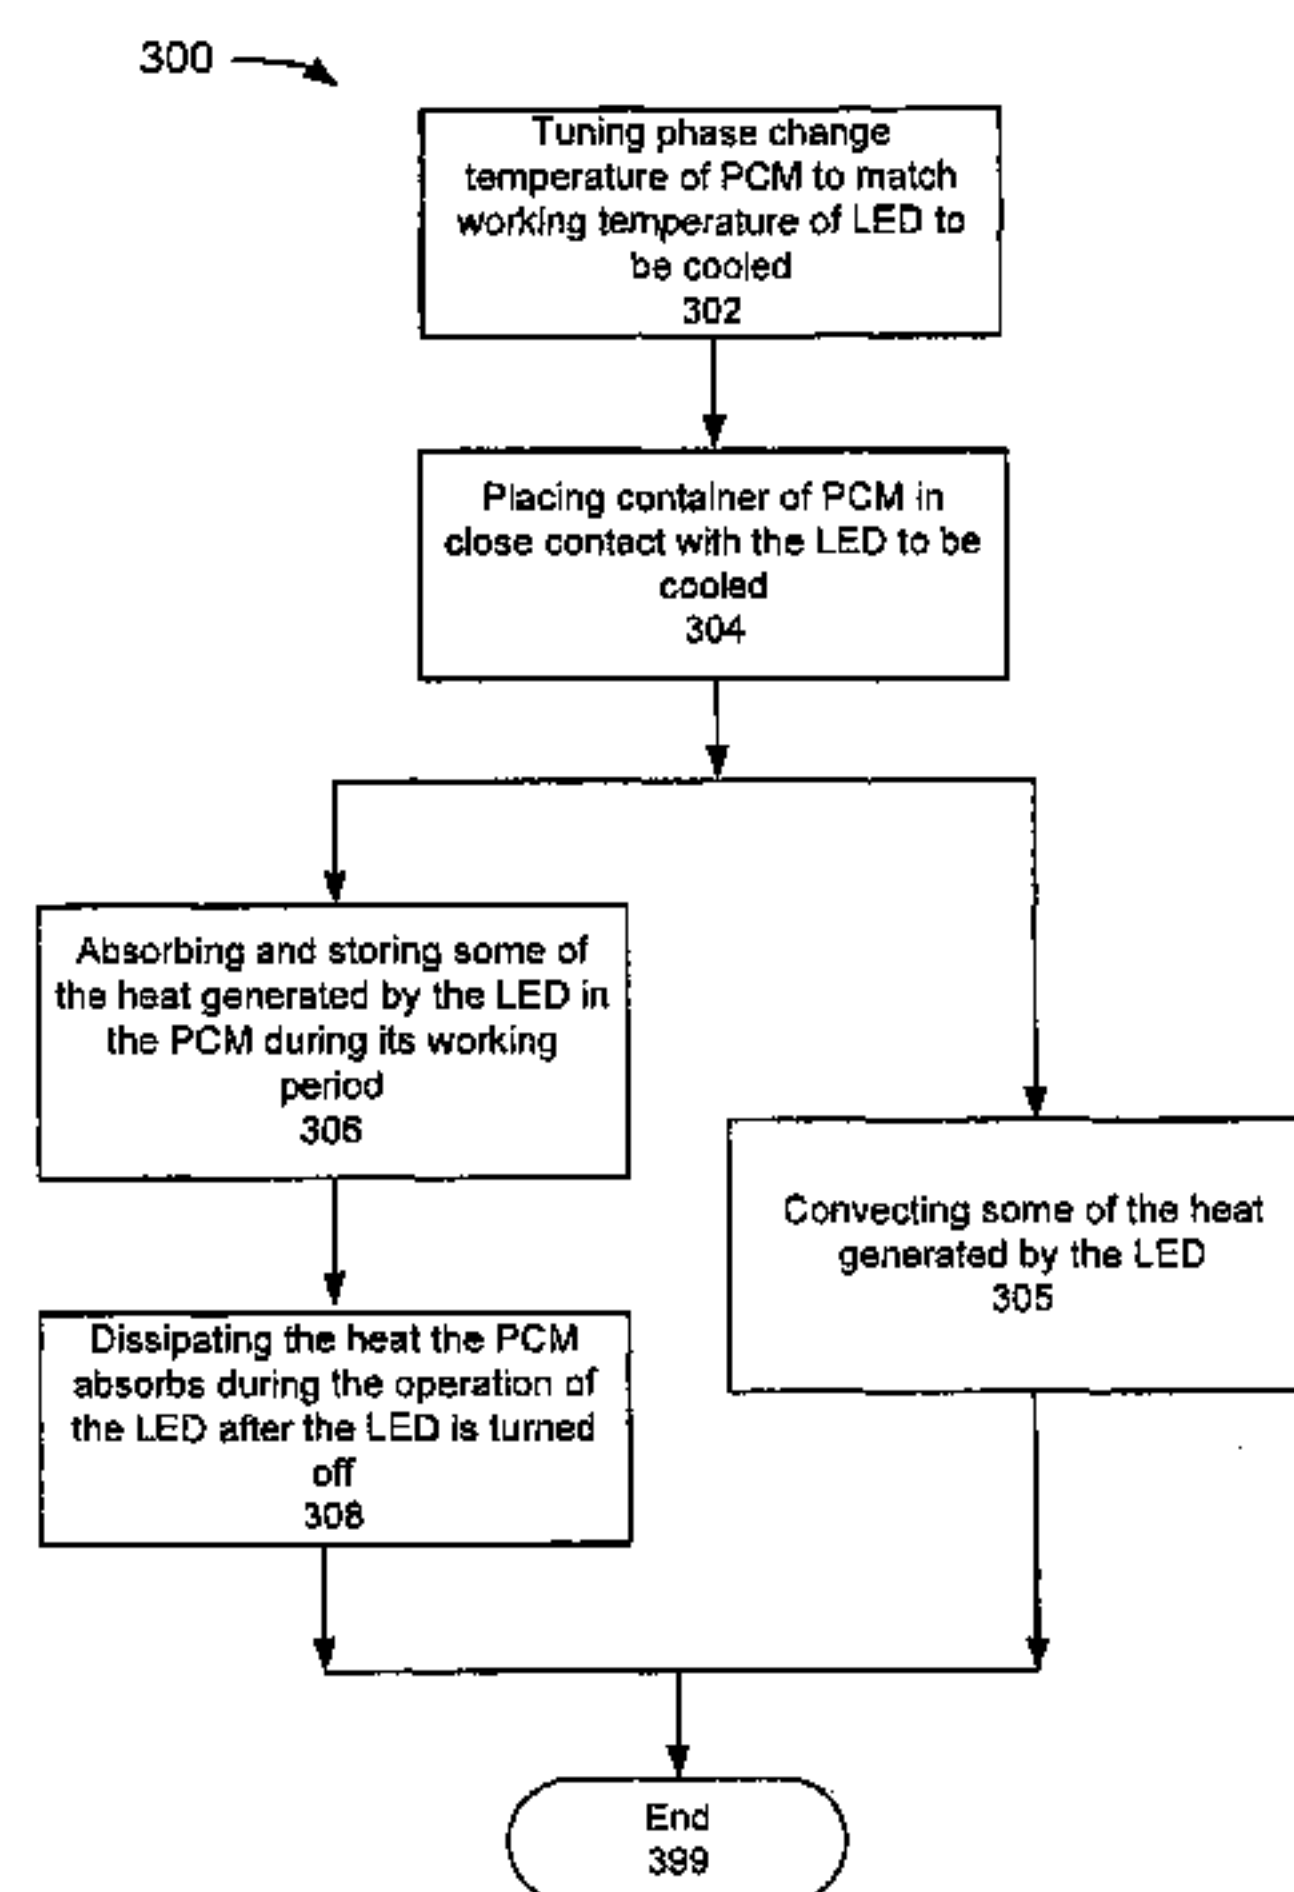 300
Tuning phase change
temperature of PCM to match
working temperature of LED to
be cooled
302
Placing container of PCM in
close contact with the LED to be
cooled
304
Absorbing and storing some of
the heat generated by the LED in
the PCM during its working
period
306
Convecting some of the heat
generated by the LED
305
Dissipating the heat the PCM
absorbs during the operation of
the LED after the LED is turned
off
308
End
399